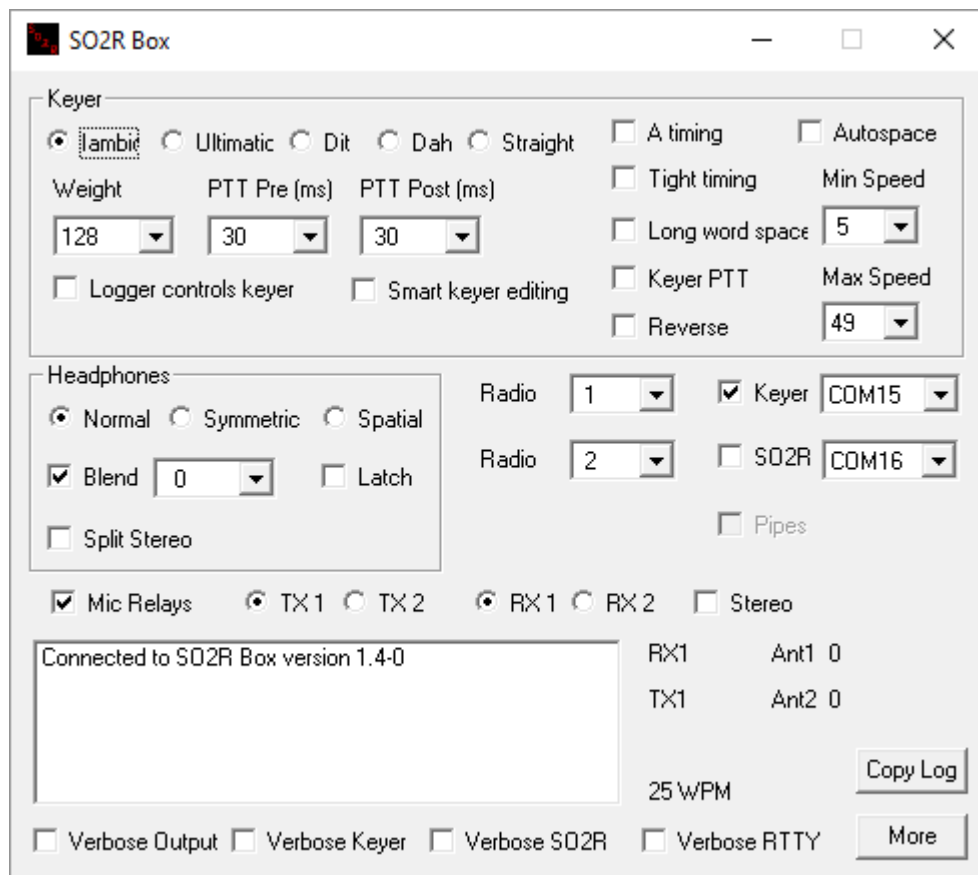 SO2R Box
Keyer
Iambic Ultimatic Dit Dah Straight
A timing Autospace
Weight PTT Pre (ms) PTT Post (ms)
Tight timing Min Speed
128 30 30
Long word space 5
Logger controls keyer Smart keyer editing
Keyer PTT Max Speed
Reverse 49
Headphones
Normal Symmetric Spatial
Blend 0 Latch
Split Stereo
Radio 1 Keyer COM15
Radio 2 SO2R COM16
Pipes
Mic Relays TX 1 TX 2 RX 1 RX 2 Stereo
Connected to SO2R Box version 1.4-0
RX1 Ant1 0
TX1 Ant2 0
25 WPM
Copy Log
Verbose Output Verbose Keyer Verbose SO2R Verbose RTTY
More